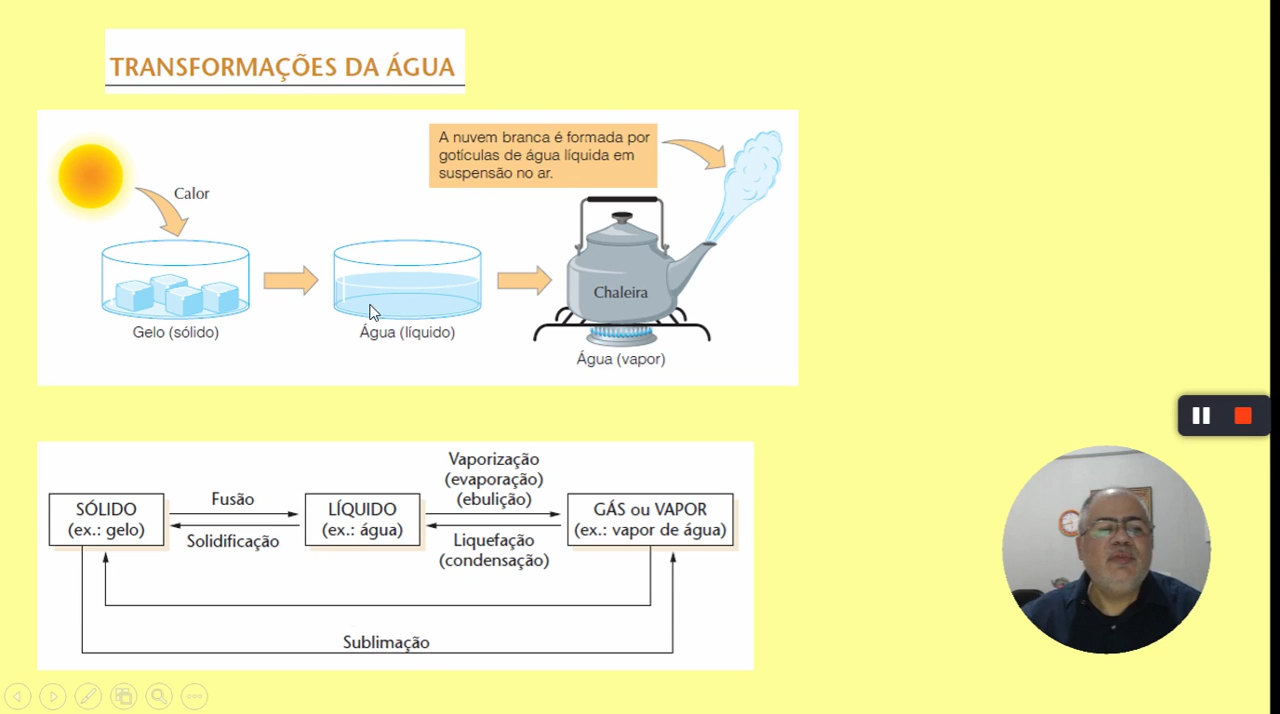 TRANSFORMAÇÕES DA ÁGUA
A nuvem branca é formada por
gotículas de água líquida em
suspensão no ar.
Calor
Chaleira
Gelo (sólido)
Água (líquido)
Água (vapor)
Vaporização
(evaporação)
(ebulição)
SÓLIDO
(ex.: gelo)
Fusão
Solidificação
LÍQUIDO
(ex.: água)
GÁS ou VAPOR
(ex.: vapor de água)
Liquefação
(condensação)
Sublimação